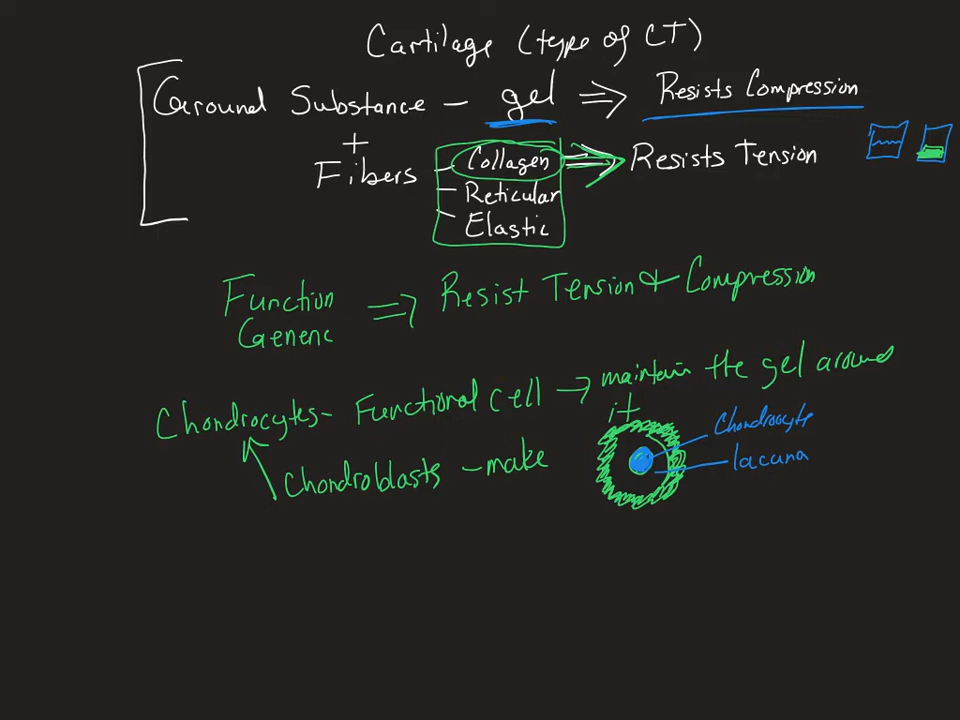 Cartilage (type of CT)
Ground Substance - gel ⇒ Resists Compression
+
Fibers - Collagen ⇒ Resists Tension
- Reticular
- Elastic
Function ⇒ Resist Tension & Compression
Generic
Chondrocytes - Functional cell → maintain the gel around
it
Chondrocyte
Chondroblasts - make
lacuna